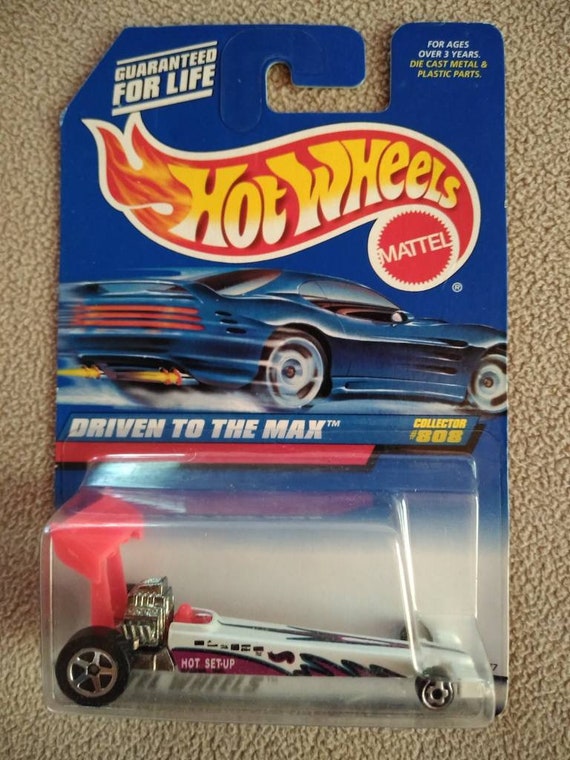 GUARANTEED
FOR LIFE
FOR AGES
OVER 3 YEARS.
DIE CAST METAL &
PLASTIC PARTS.
HOT WHEELS
MATTEL
®
DRIVEN TO THE MAX™
COLLECTOR
#808
HOT SET-UP
7